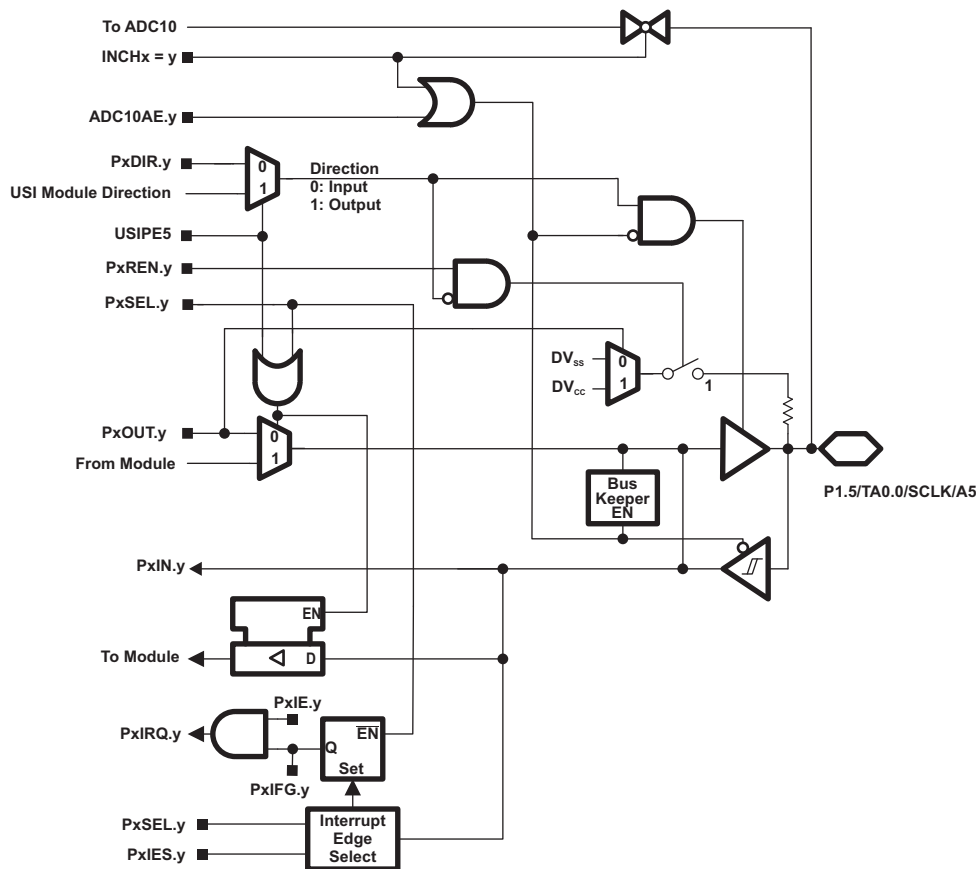 To ADC10
INCHx = y
ADC10AE.y
PxDIR.y
0
1
Direction
0: Input
1: Output
USI Module Direction
USIPE5
PxREN.y
PxSEL.y
DVSS
0
DVCC
1
1
PxOUT.y
0
From Module
1
Bus
Keeper
EN
P1.5/TA0.0/SCLK/A5
PxIN.y
EN
To Module
D
PxIE.y
PxIRQ.y
Q
EN
Set
PxIFG.y
PxSEL.y
PxIES.y
Interrupt
Edge
Select